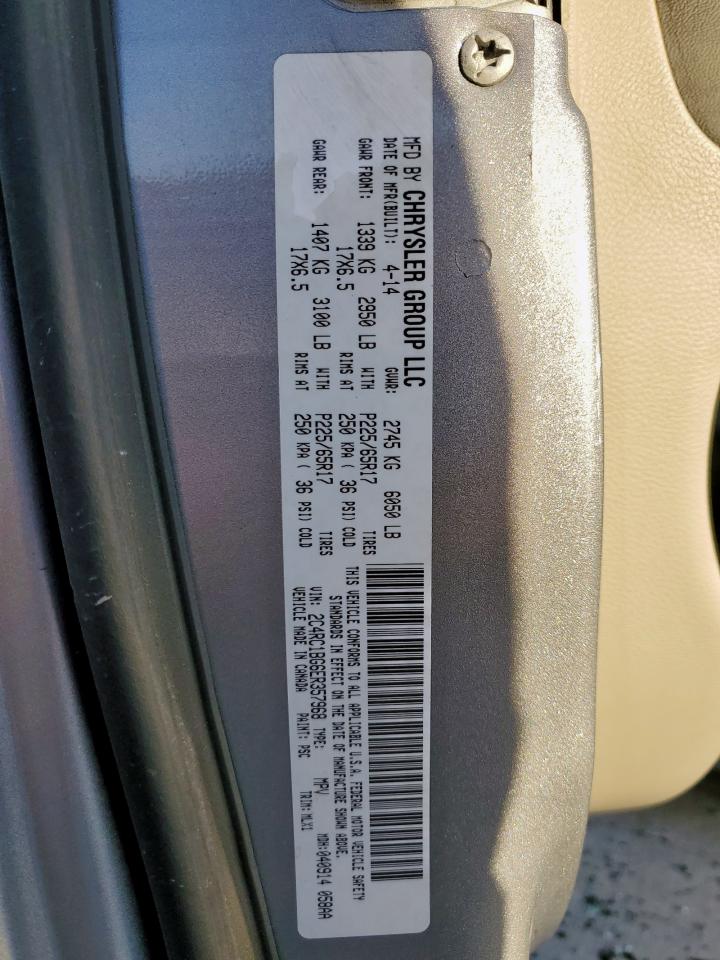 MFD BY CHRYSLER GROUP LLC
DATE OF MFR(BUILT): 4-14 GVWR: 2745 KG 6050 LB
GAWR FRONT: 1339 KG 2950 LB WITH P225/65R17 TIRES
17X6.5 RIMS AT 250 KPA ( 36 PSI) COLD
GAWR REAR: 1407 KG 3100 LB WITH P225/65R17 TIRES
17X6.5 RIMS AT 250 KPA ( 36 PSI) COLD
THIS VEHICLE CONFORMS TO ALL APPLICABLE U.S.A. FEDERAL MOTOR VEHICLE SAFETY
STANDARDS IN EFFECT ON THE DATE OF MANUFACTURE SHOWN ABOVE.
MDH:040914 059AA
VIN: 2C4RC1BG6ER357968 TYPE: MPV
VEHICLE MADE IN CANADA PAINT: PSC TRIM:MLX1